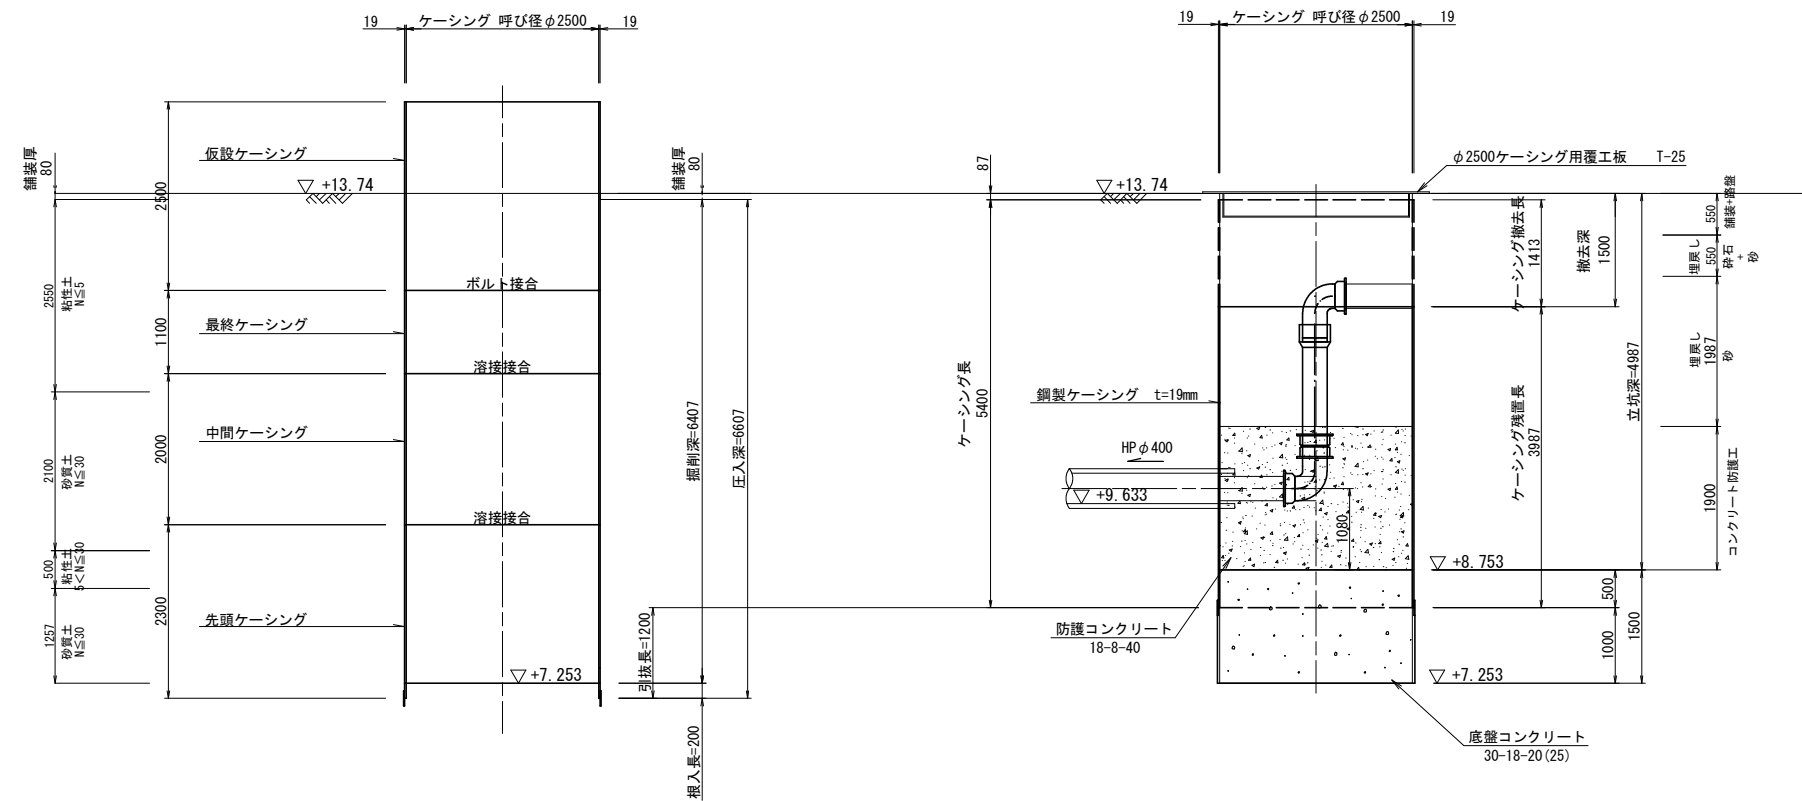 19
ケーシング 呼び径φ2500
19
舗装厚
80
2500
仮設ケーシング
+13.74
舗装厚
80
2550
粘性土
N≦5
ボルト接合
1100
最終ケーシング
溶接接合
2000
中間ケーシング
2100
砂質土
N≦30
溶接接合
500
粘性土
5<N≦30
2300
先頭ケーシング
1257
砂質土
N≦30
+7.253
掘削深=6407
圧入深=6607
引抜長=1200
根入長=200
19
ケーシング 呼び径φ2500
19
87
+13.74
φ2500ケーシング用覆工板 T-25
ケーシング長
5400
鋼製ケーシング t=19mm
HPφ400
+9.633
1080
防護コンクリート
18-8-40
底盤コンクリート
30-18-20(25)
ケーシング撤去長
1413
撤去深
1500
ケーシング残置長
3987
立坑深=4987
+8.753
500
1000
1500
+7.253
550
舗装+路盤
埋戻し
550
砕石
+
砂
埋戻し
1987
砂
1900
コンクリート防護工